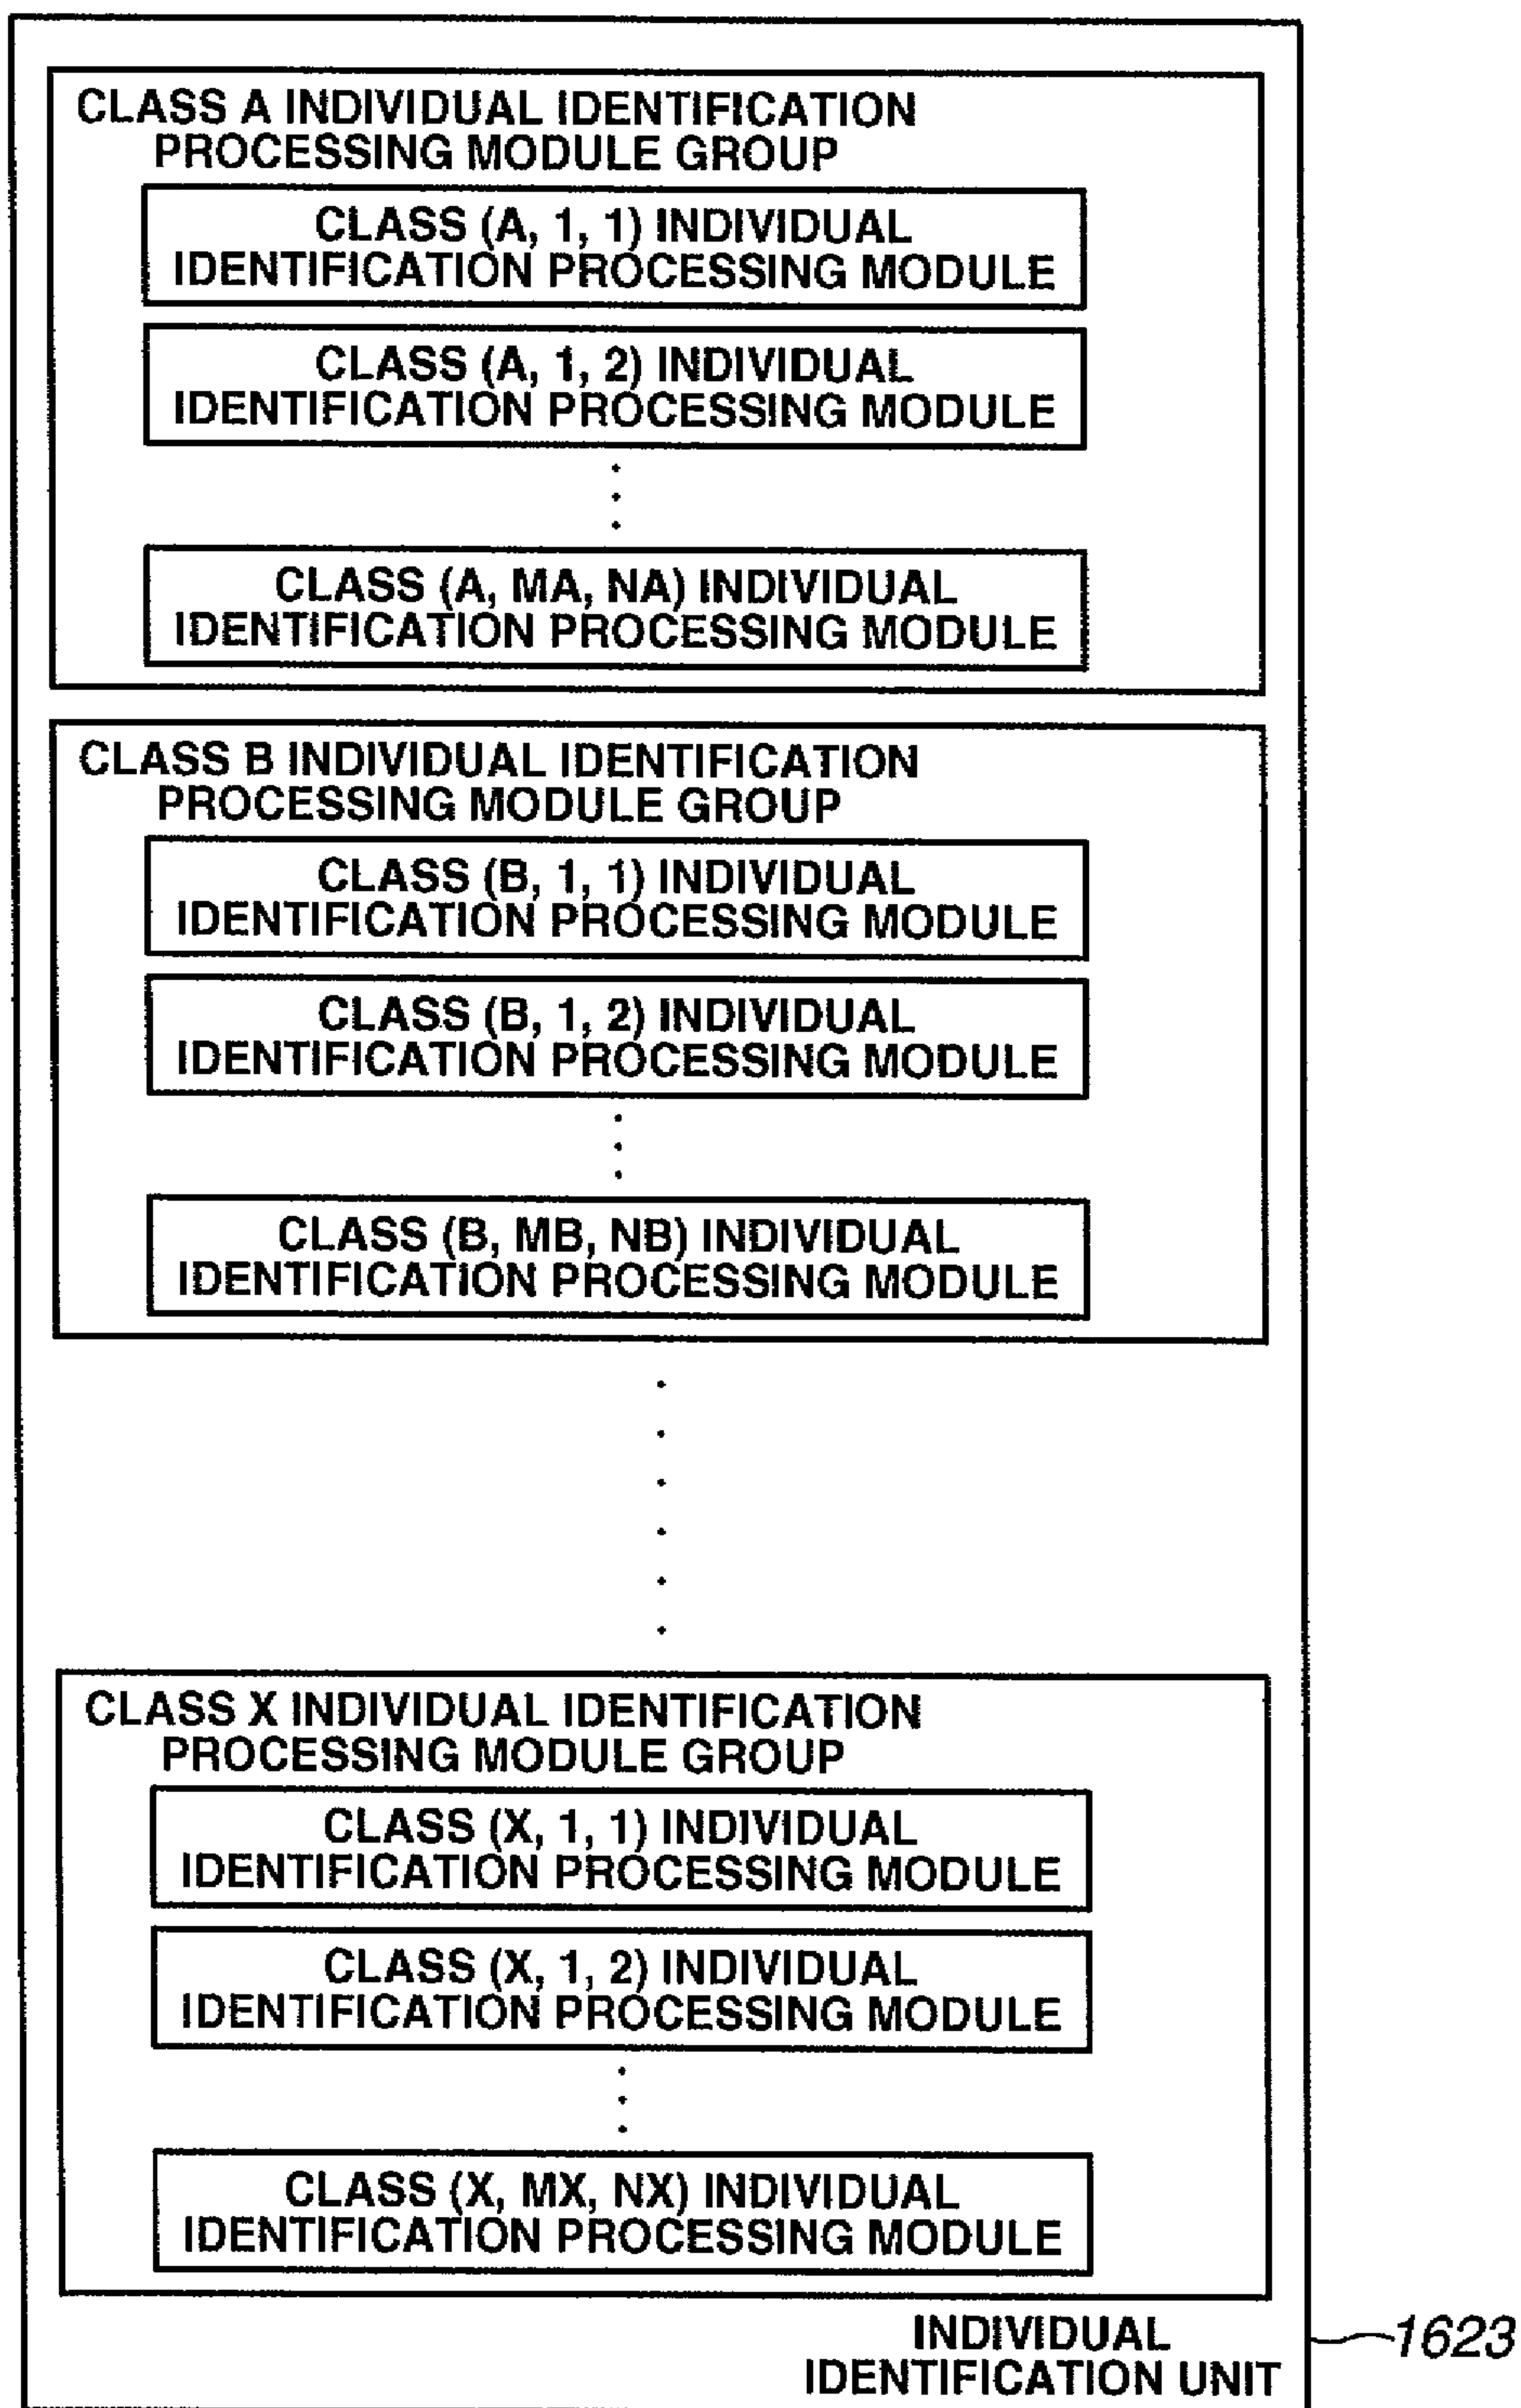 CLASS A INDIVIDUAL IDENTIFICATION
PROCESSING MODULE GROUP
CLASS (A, 1, 1) INDIVIDUAL
IDENTIFICATION PROCESSING MODULE
CLASS (A, 1, 2) INDIVIDUAL
IDENTIFICATION PROCESSING MODULE
CLASS (A, MA, NA) INDIVIDUAL
IDENTIFICATION PROCESSING MODULE
CLASS B INDIVIDUAL IDENTIFICATION
PROCESSING MODULE GROUP
CLASS (B, 1, 1) INDIVIDUAL
IDENTIFICATION PROCESSING MODULE
CLASS (B, 1, 2) INDIVIDUAL
IDENTIFICATION PROCESSING MODULE
CLASS (B, MB, NB) INDIVIDUAL
IDENTIFICATION PROCESSING MODULE
CLASS X INDIVIDUAL IDENTIFICATION
PROCESSING MODULE GROUP
CLASS (X, 1, 1) INDIVIDUAL
IDENTIFICATION PROCESSING MODULE
CLASS (X, 1, 2) INDIVIDUAL
IDENTIFICATION PROCESSING MODULE
CLASS (X, MX, NX) INDIVIDUAL
IDENTIFICATION PROCESSING MODULE
INDIVIDUAL
IDENTIFICATION UNIT
1623